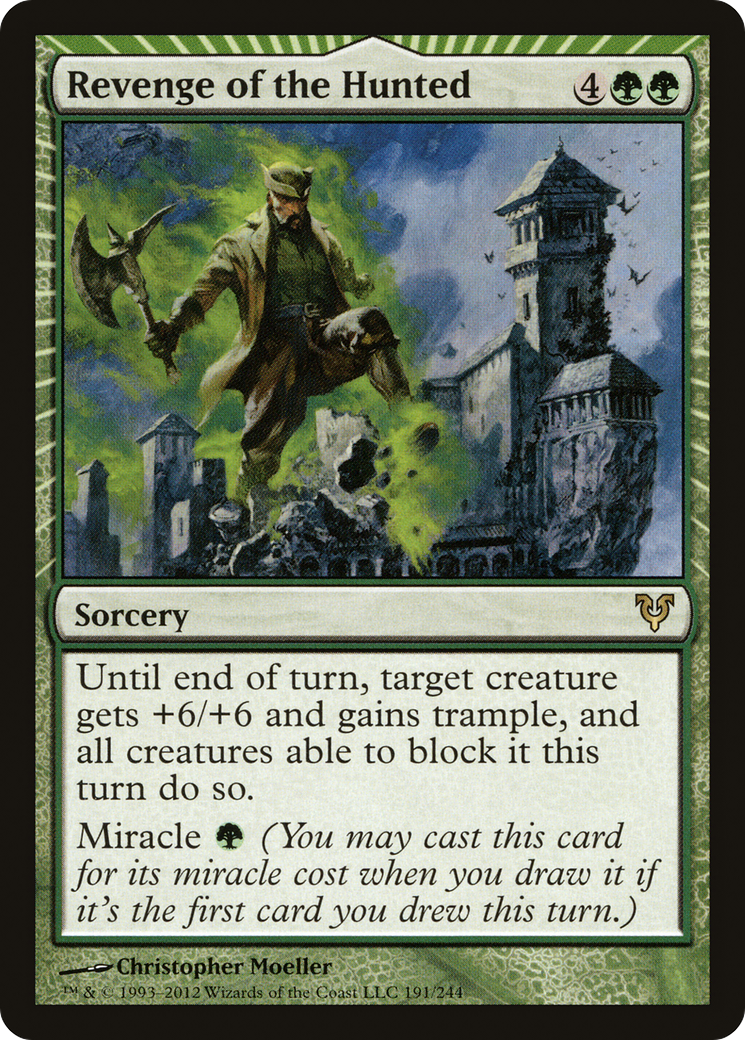 Revenge of the Hunted 4
Sorcery
Until end of turn, target creature
gets +6/+6 and gains trample, and
all creatures able to block it this
turn do so.
Miracle (You may cast this card
for its miracle cost when you draw it if
it's the first card you drew this turn.)
Christopher Moeller
™ & © 1993–2012 Wizards of the Coast LLC 191/244